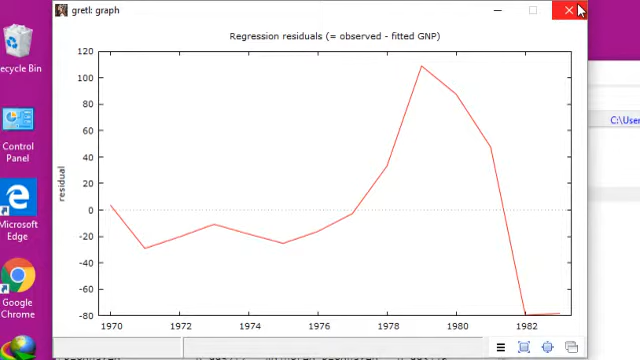 gretl: graph
Recycle Bin
Control
Panel
Microsoft
Edge
Google
Chrome
Regression residuals (= observed - fitted GNP)
residual
120
100
80
60
40
20
0
-20
-40
-60
-80
1970 1972 1974 1976 1978 1980 1982
C:\User